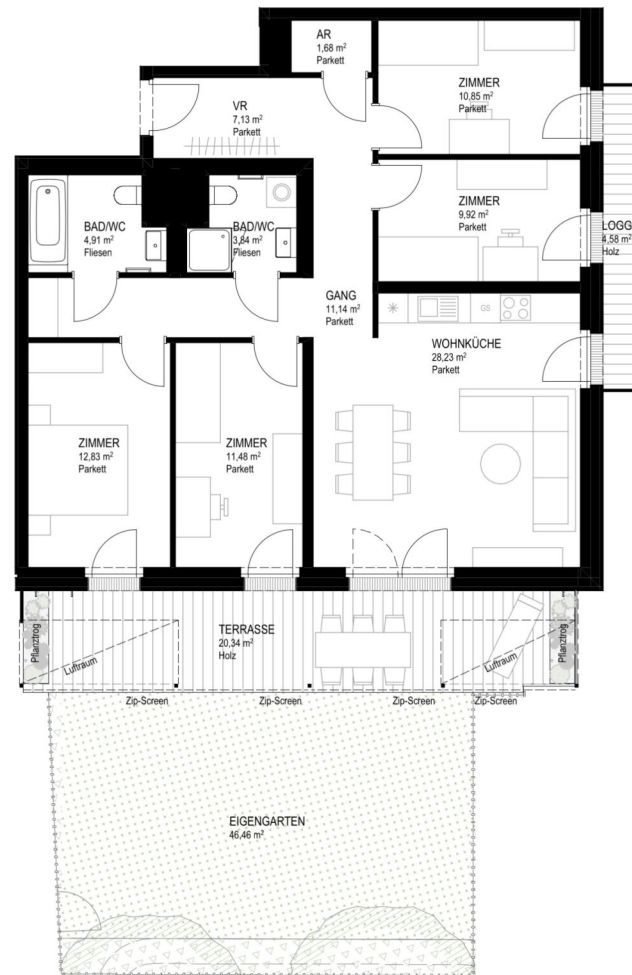 AR
1,68 m²
Parkett
ZIMMER
10,85 m²
Parkett
VR
7,13 m²
Parkett
ZIMMER
9,92 m²
Parkett
LOGG
4,58 m²
Holz
BAD/WC
4,91 m²
Fliesen
BAD/WC
3,84 m²
Fliesen
GANG
11,14 m²
Parkett
GS
WOHNKÜCHE
28,23 m²
Parkett
ZIMMER
12,83 m²
Parkett
ZIMMER
11,48 m²
Parkett
Pflanztrog
Luftraum
TERRASSE
20,34 m²
Holz
Luftraum
Pflanztrog
Zip-Screen
Zip-Screen
Zip-Screen
Zip-Screen
EIGENGARTEN
46,46 m²